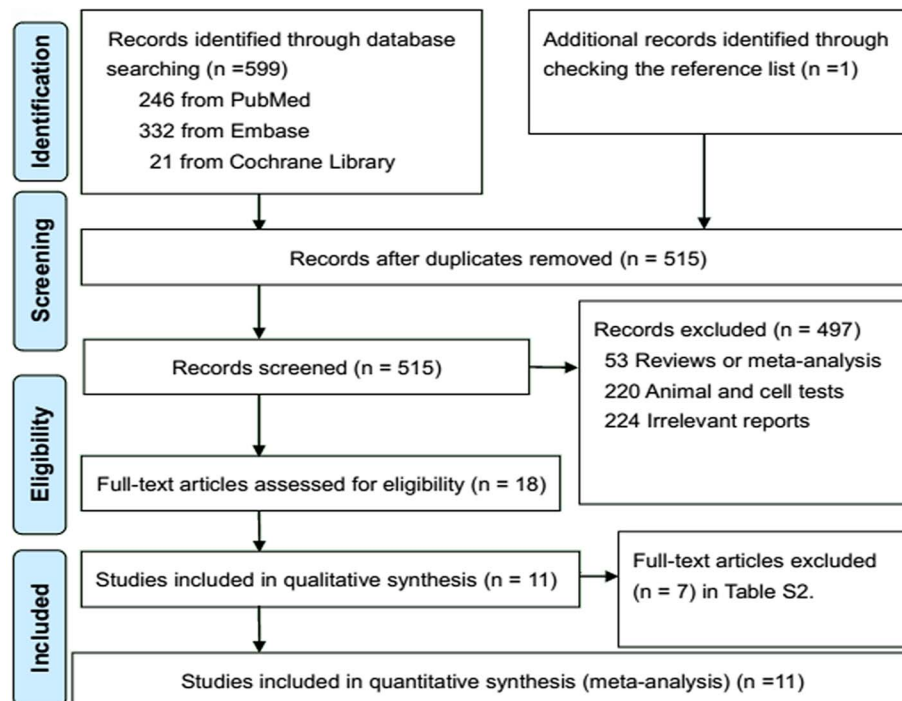 Identification
Records identified through database
searching (n =599)
246 from PubMed
332 from Embase
21 from Cochrane Library
Additional records identified through
checking the reference list (n =1)
Screening
Records after duplicates removed (n = 515)
Records screened (n = 515)
Records excluded (n = 497)
53 Reviews or meta-analysis
220 Animal and cell tests
224 Irrelevant reports
Eligibility
Full-text articles assessed for eligibility (n = 18)
Included
Studies included in qualitative synthesis (n = 11)
Full-text articles excluded
(n = 7) in Table S2.
Studies included in quantitative synthesis (meta-analysis) (n =11)